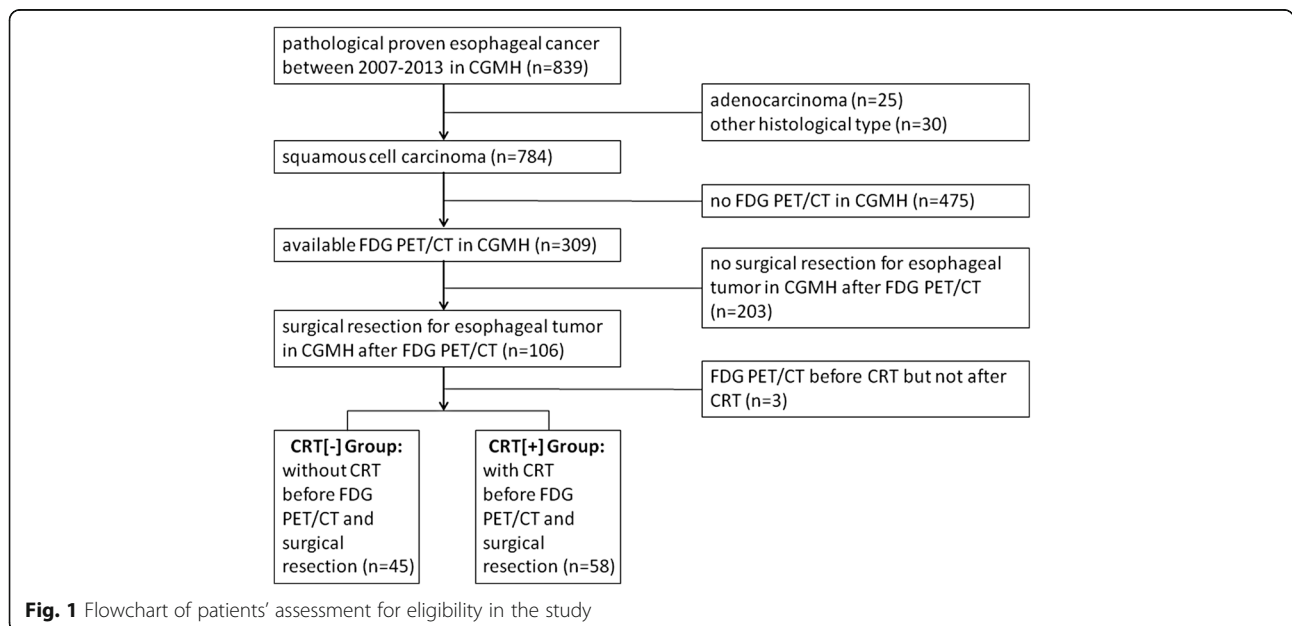 pathological proven esophageal cancer
between 2007-2013 in CGMH (n=839)
adenocarcinoma (n=25)
other histological type (n=30)
squamous cell carcinoma (n=784)
no FDG PET/CT in CGMH (n=475)
available FDG PET/CT in CGMH (n=309)
no surgical resection for esophageal
tumor in CGMH after FDG PET/CT
(n=203)
surgical resection for esophageal tumor
in CGMH after FDG PET/CT (n=106)
FDG PET/CT before CRT but not after
CRT (n=3)
CRT[-] Group:
without CRT
before FDG
PET/CT and
surgical
resection (n=45)
CRT[+] Group:
with CRT
before FDG
PET/CT and
surgical
resection (n=58)
Fig. 1 Flowchart of patients' assessment for eligibility in the study